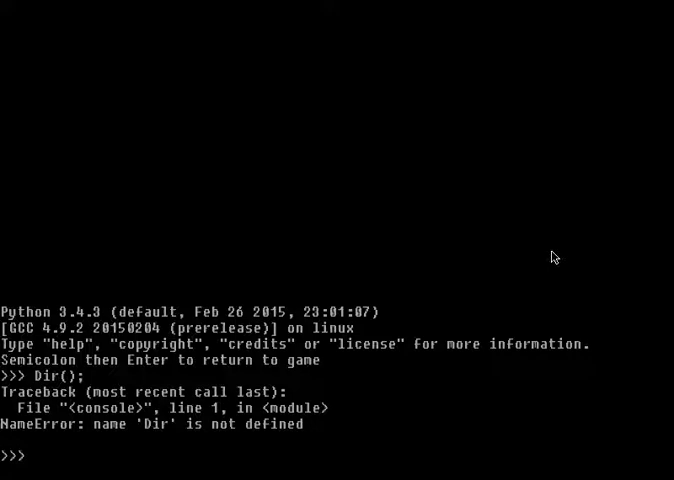 Python 3.4.3 (default, Feb 26 2015, 23:01:07)
[GCC 4.9.2 20150204 (prerelease)] on linux
Type "help", "copyright", "credits" or "license" for more information.
Semicolon then Enter to return to game
>>> Dir();
Traceback (most recent call last):
  File "<console>", line 1, in <module>
NameError: name 'Dir' is not defined
>>>